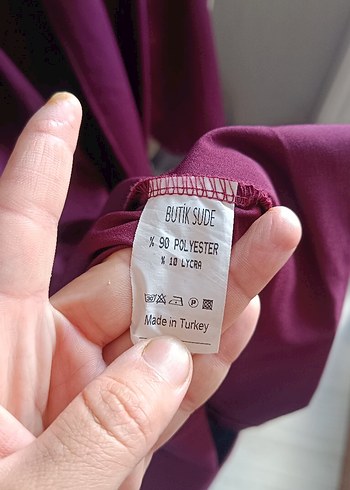 BUTİK SUDE
% 90 POLYESTER
% 10 LYCRA
P
Made in Turkey